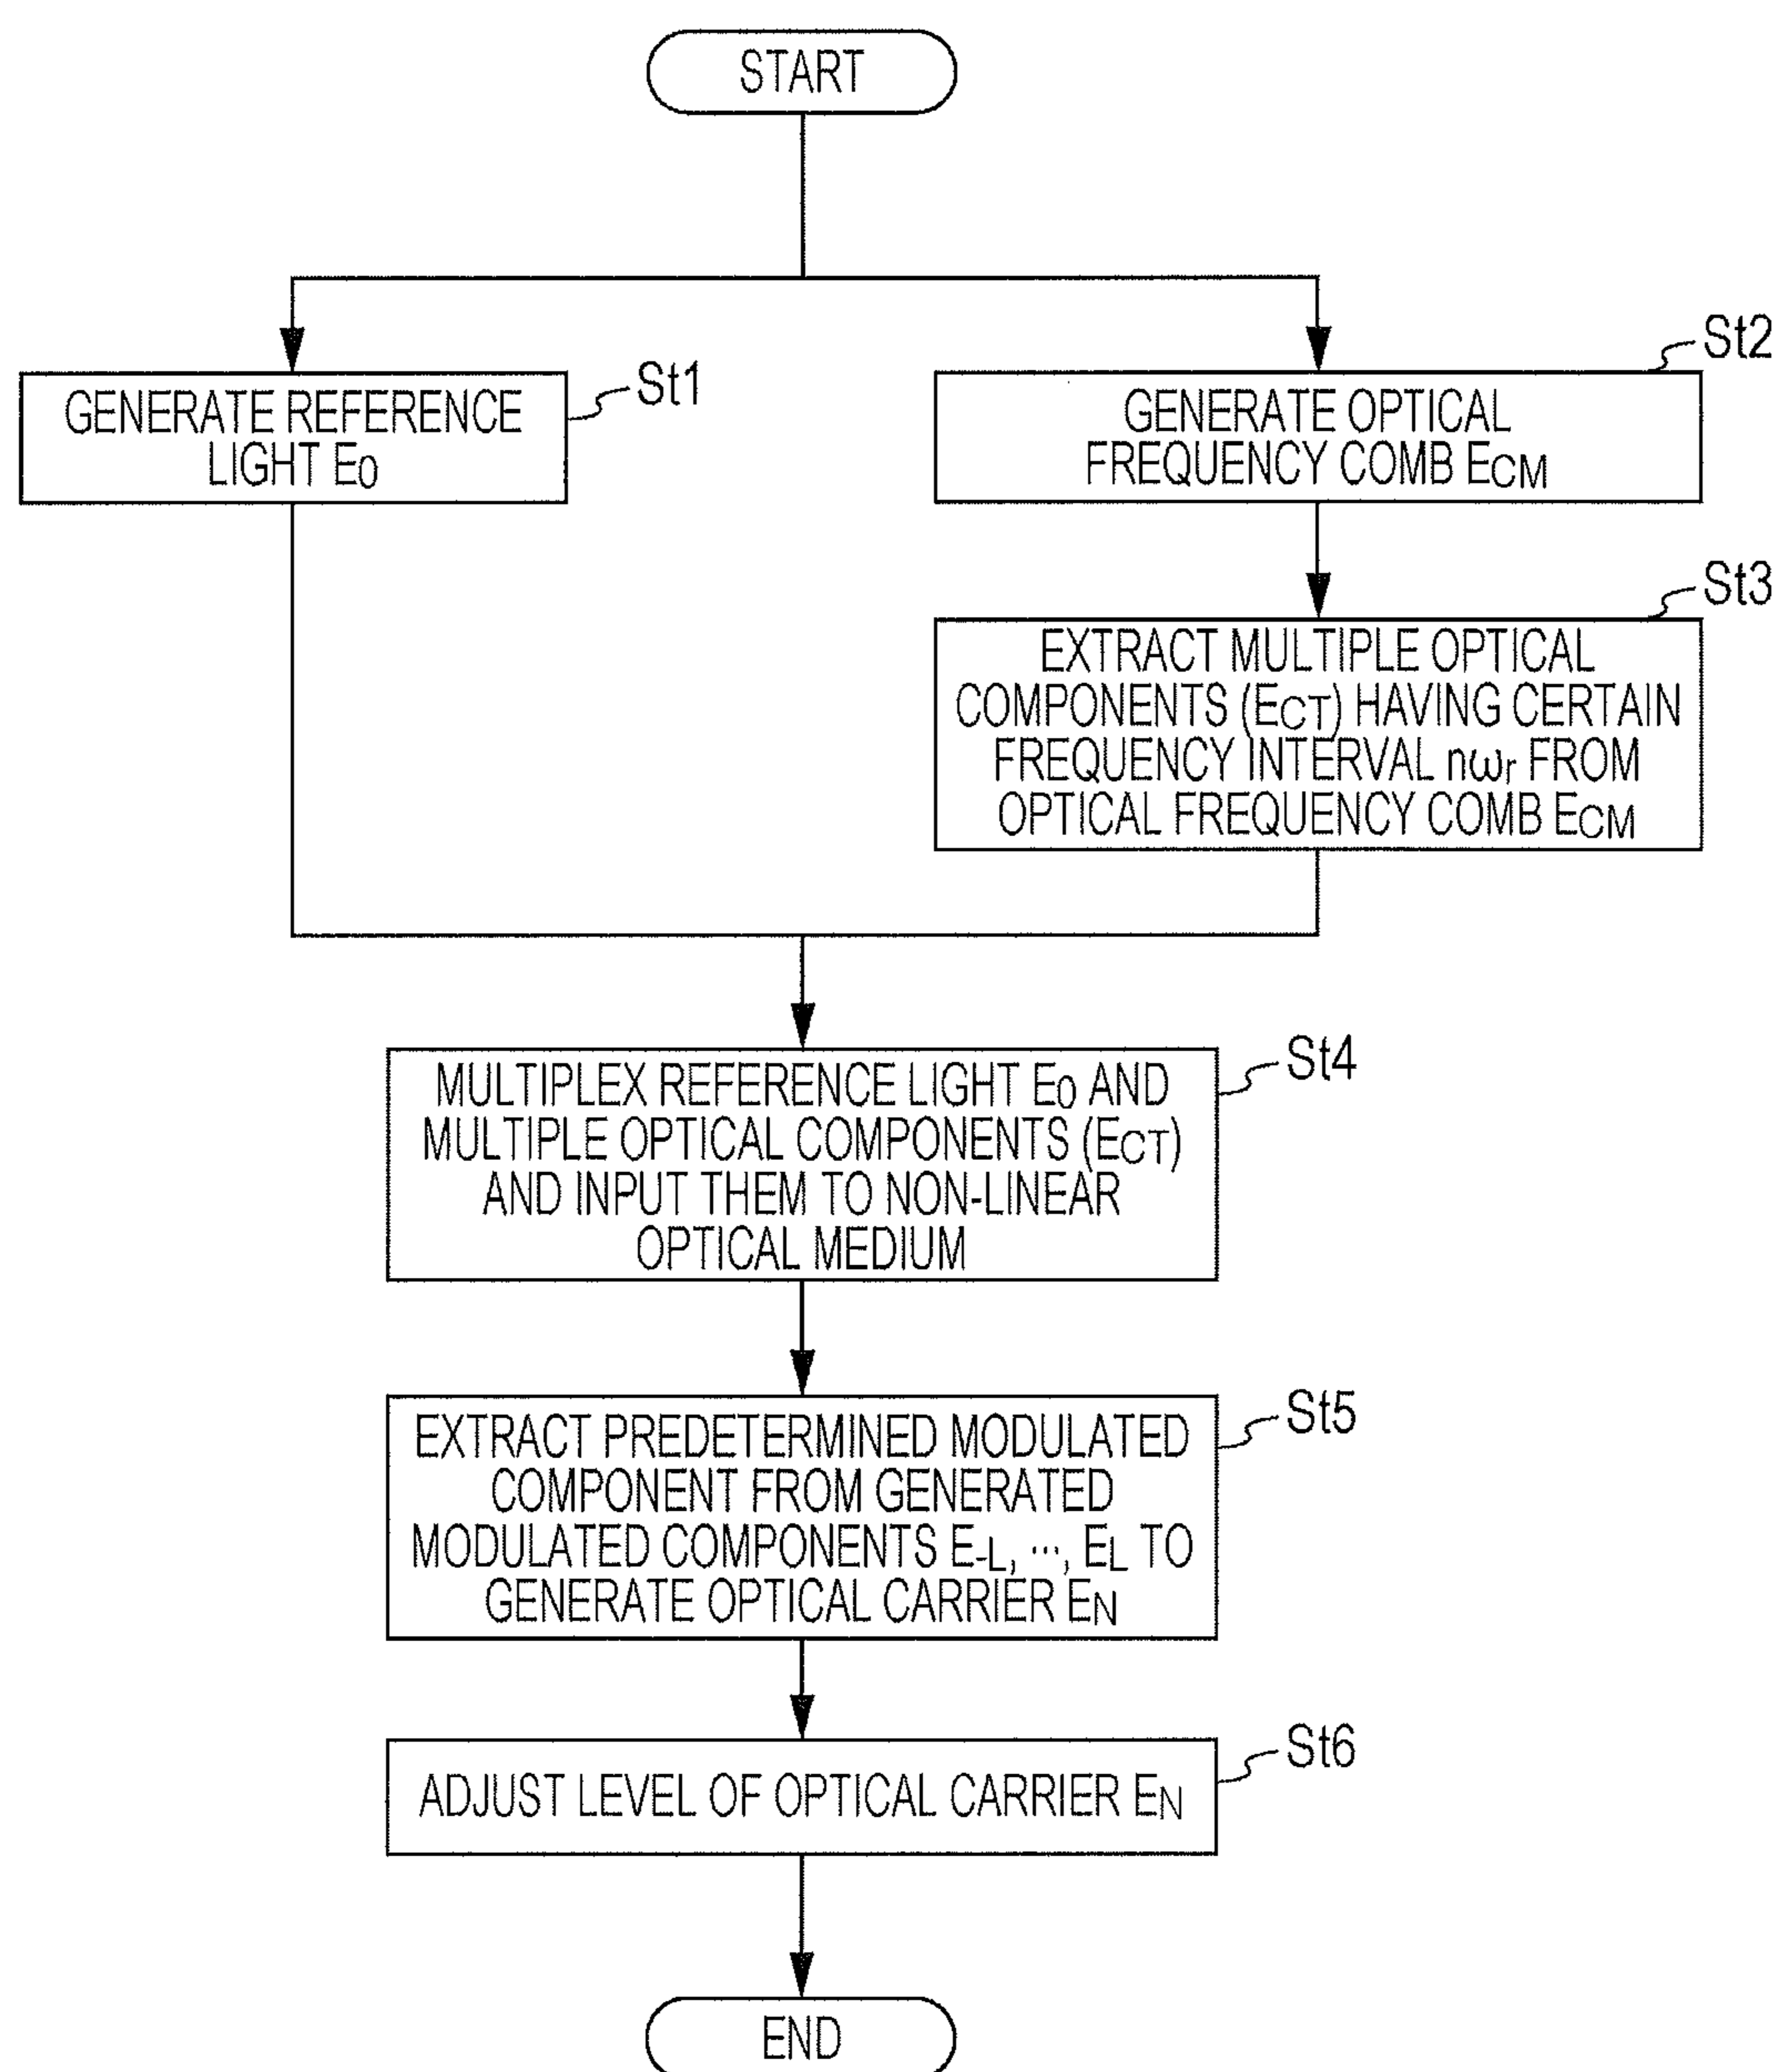 START
St1
GENERATE REFERENCE
LIGHT E0
St2
GENERATE OPTICAL
FREQUENCY COMB ECM
St3
EXTRACT MULTIPLE OPTICAL
COMPONENTS (ECT) HAVING CERTAIN
FREQUENCY INTERVAL nωr FROM
OPTICAL FREQUENCY COMB ECM
St4
MULTIPLEX REFERENCE LIGHT E0 AND
MULTIPLE OPTICAL COMPONENTS (ECT)
AND INPUT THEM TO NON-LINEAR
OPTICAL MEDIUM
St5
EXTRACT PREDETERMINED MODULATED
COMPONENT FROM GENERATED
MODULATED COMPONENTS E-L, ···, EL TO
GENERATE OPTICAL CARRIER EN
St6
ADJUST LEVEL OF OPTICAL CARRIER EN
END